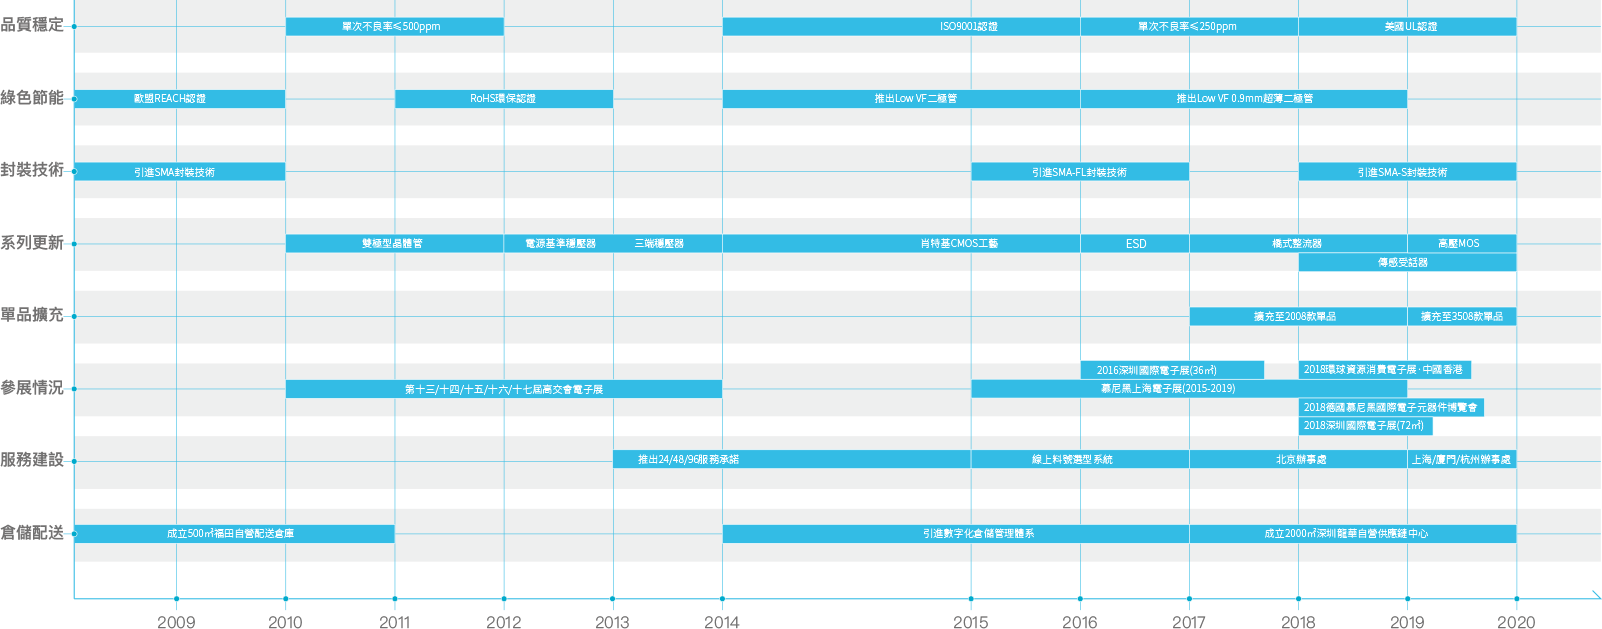 品質穩定
單次不良率≤500ppm
ISO9001認證
單次不良率≤250ppm
美國UL認證
綠色節能
歐盟REACH認證
RoHS環保認證
推出Low VF二極管
推出Low VF 0.9mm超薄二極管
封裝技術
引進SMA封裝技術
引進SMA-FL封裝技術
引進SMA-S封裝技術
系列更新
雙極型晶體管
電源基準穩壓器
三端穩壓器
肖特基CMOS工藝
ESD
橋式整流器
高壓MOS
傳感受話器
單品擴充
擴充至2008款單品
擴充至3508款單品
參展情況
2016深圳國際電子展(36㎡)
2018環球資源消費電子展·中國香港
第十三/十四/十五/十六/十七屆高交會電子展
慕尼黑上海電子展(2015-2019)
2018德國慕尼黑國際電子元器件博覽會
2018深圳國際電子展(72㎡)
服務建設
推出24/48/96服務承諾
線上料號選型系統
北京辦事處
上海/廈門/杭州辦事處
倉儲配送
成立500㎡福田自營配送倉庫
引進數字化倉儲管理體系
成立2000㎡深圳龍華自營供應鏈中心
2009
2010
2011
2012
2013
2014
2015
2016
2017
2018
2019
2020